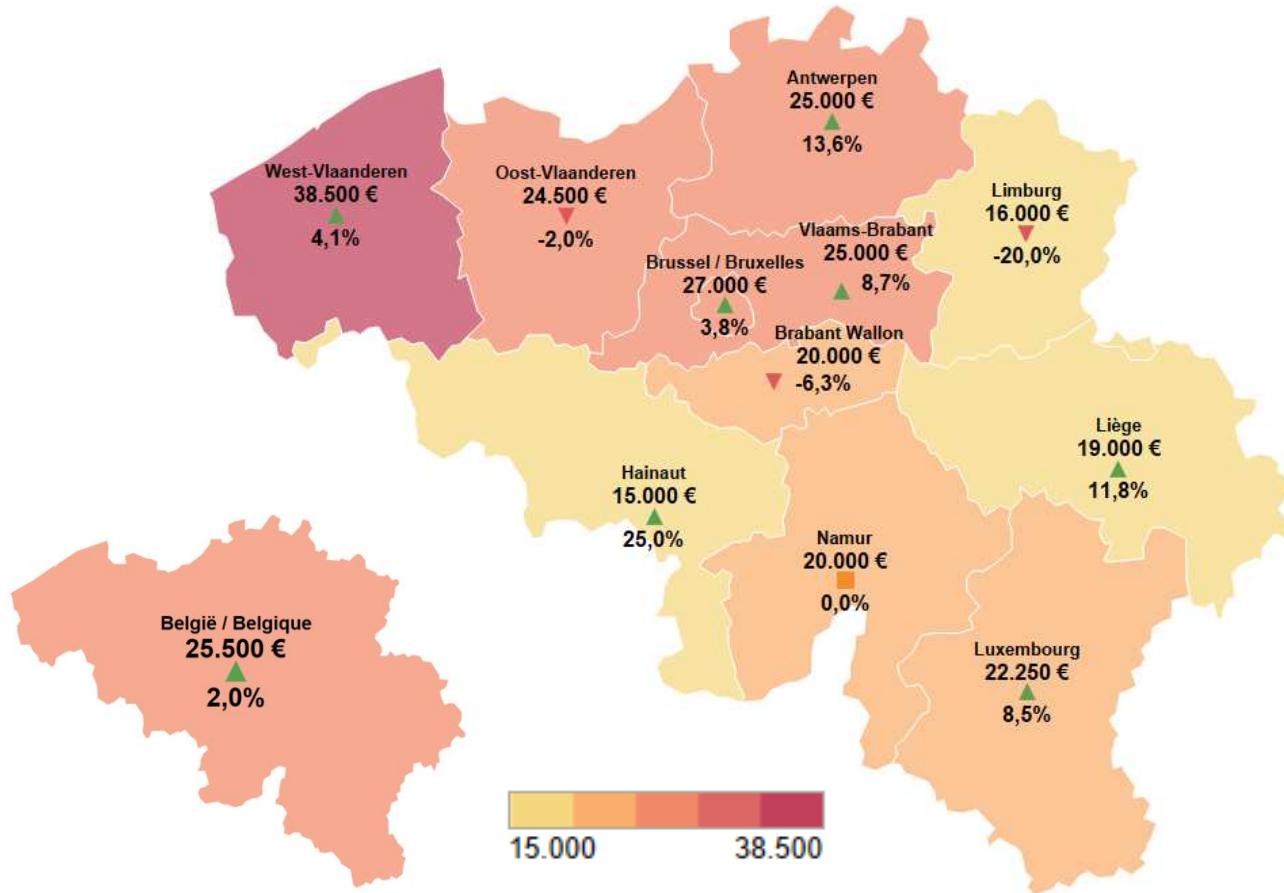 Antwerpen
25.000 €
13,6%
West-Vlaanderen
38.500 €
4,1%
Oost-Vlaanderen
24.500 €
-2,0%
Limburg
16.000 €
-20,0%
Vlaams-Brabant
25.000 €
8,7%
Brussel / Bruxelles
27.000 €
3,8%
Brabant Wallon
20.000 €
-6,3%
Liège
19.000 €
11,8%
Hainaut
15.000 €
25,0%
Namur
20.000 €
0,0%
Luxembourg
22.250 €
8,5%
België / Belgique
25.500 €
2,0%
15.000
38.500